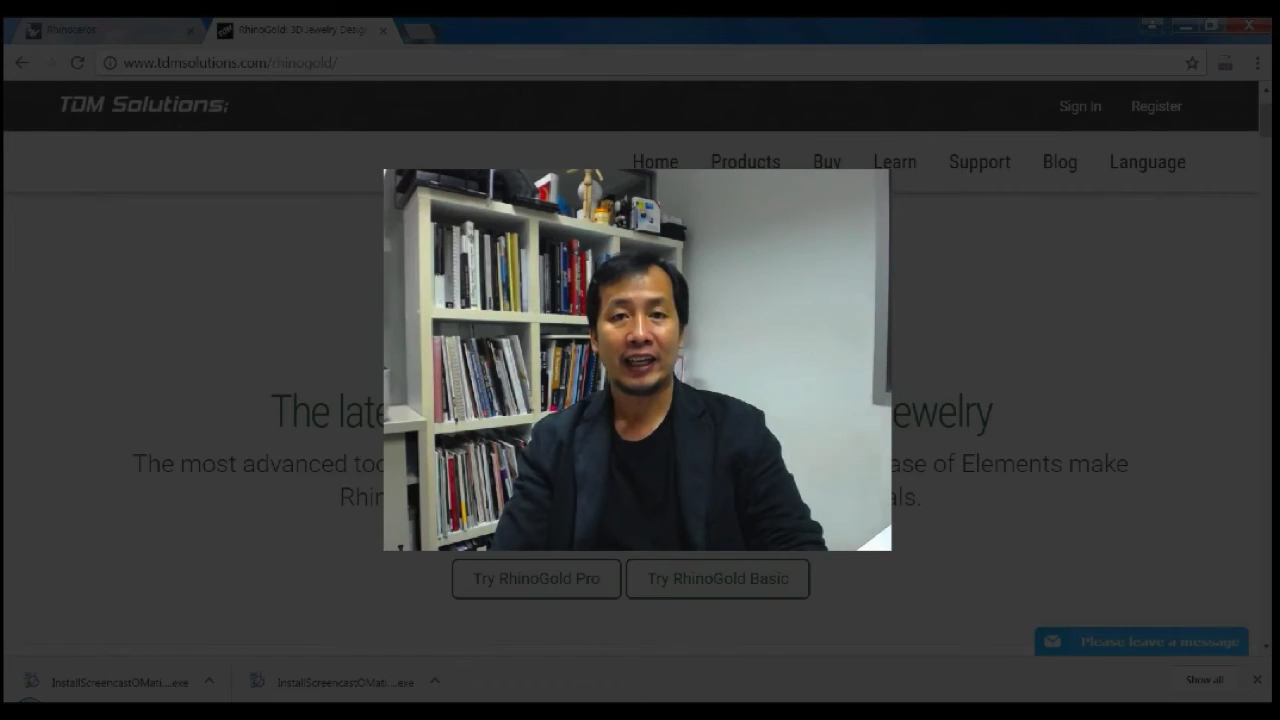 Rhinoceros
RhinoGold: 3D Jewelry Desig
www.tdmsolutions.com/rhinogold/
TDM Solutions;
Sign In
Register
Home
Products
Buy
Learn
Support
Blog
Language
The late
ewelry
The most advanced too
ase of Elements make
Rhin
ls.
Try RhinoGold Pro
Try RhinoGold Basic
Please leave a message
InstallScreencastOMati....exe
InstallScreencastOMati....exe
Show all